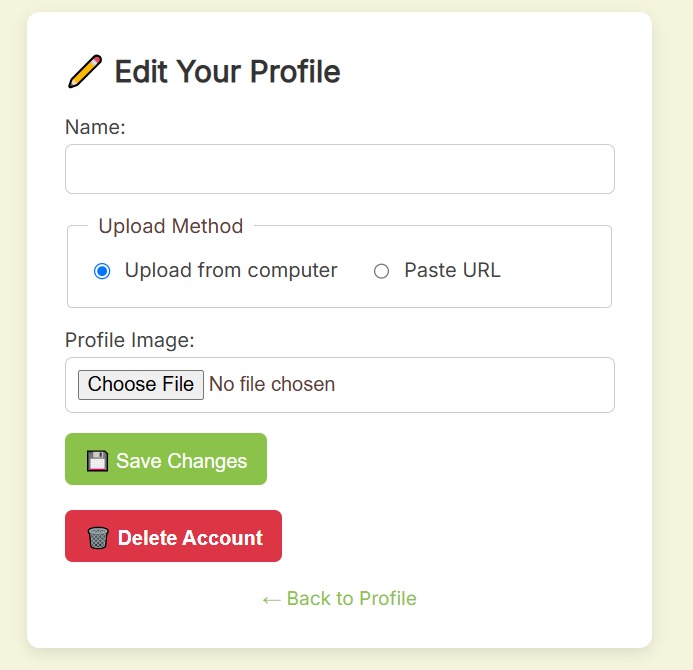 Edit Your Profile
Name:
Upload Method
Upload from computer Paste URL
Profile Image:
Choose File No file chosen
Save Changes
Delete Account
← Back to Profile